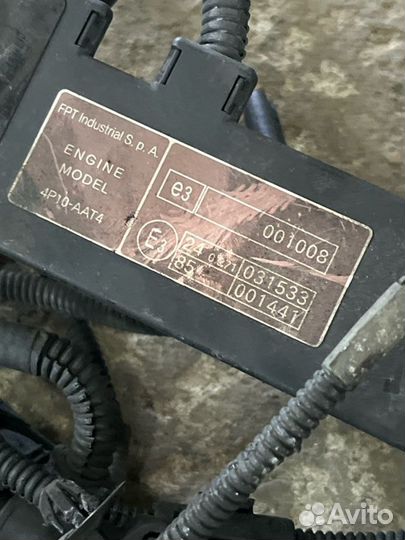 FPT Industrial S.p.A.
ENGINE
MODEL
4P10-AAT4
e3 001008
E3
24 031533
85 001441
Avito